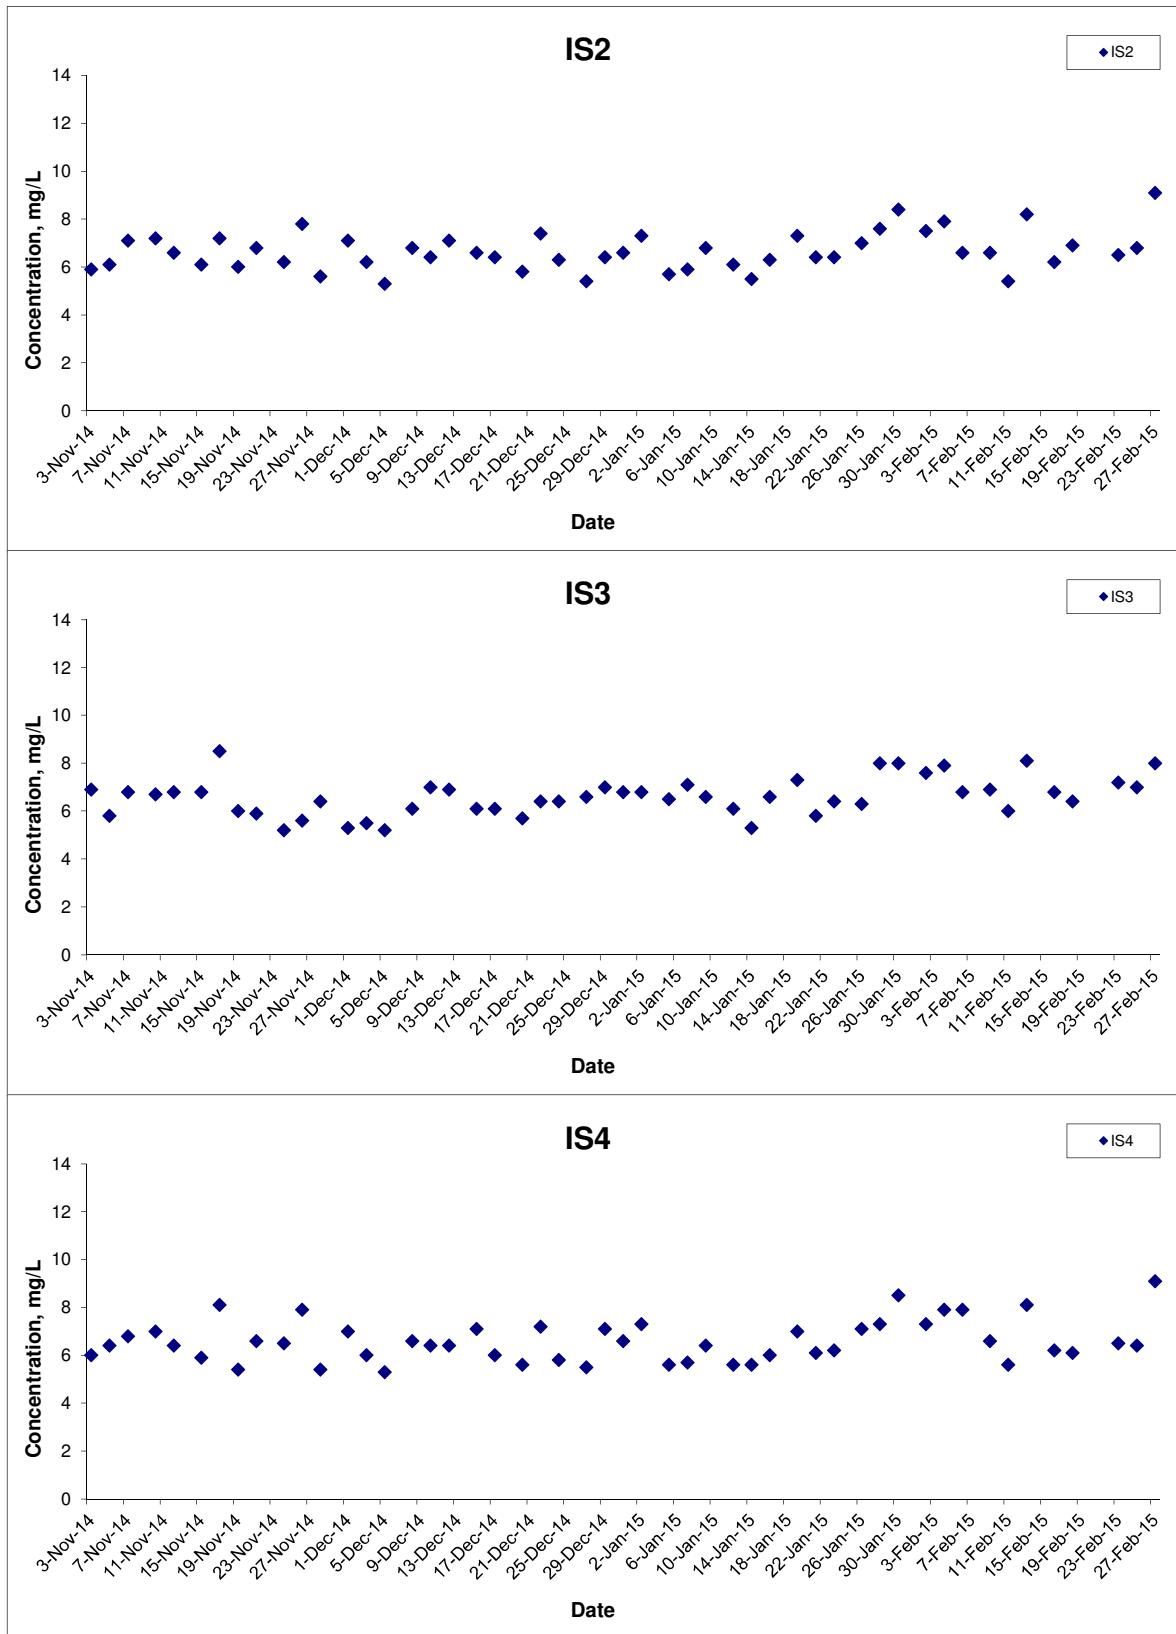 IS2
IS2
Concentration, mg/L
14
12
10
8
6
4
2
0
3-Nov-14
7-Nov-14
11-Nov-14
15-Nov-14
19-Nov-14
23-Nov-14
27-Nov-14
1-Dec-14
5-Dec-14
9-Dec-14
13-Dec-14
17-Dec-14
21-Dec-14
25-Dec-14
29-Dec-14
2-Jan-15
6-Jan-15
10-Jan-15
14-Jan-15
18-Jan-15
22-Jan-15
26-Jan-15
30-Jan-15
3-Feb-15
7-Feb-15
11-Feb-15
15-Feb-15
19-Feb-15
23-Feb-15
27-Feb-15
Date
IS3
IS3
Concentration, mg/L
14
12
10
8
6
4
2
0
3-Nov-14
7-Nov-14
11-Nov-14
15-Nov-14
19-Nov-14
23-Nov-14
27-Nov-14
1-Dec-14
5-Dec-14
9-Dec-14
13-Dec-14
17-Dec-14
21-Dec-14
25-Dec-14
29-Dec-14
2-Jan-15
6-Jan-15
10-Jan-15
14-Jan-15
18-Jan-15
22-Jan-15
26-Jan-15
30-Jan-15
3-Feb-15
7-Feb-15
11-Feb-15
15-Feb-15
19-Feb-15
23-Feb-15
27-Feb-15
Date
IS4
IS4
Concentration, mg/L
14
12
10
8
6
4
2
0
3-Nov-14
7-Nov-14
11-Nov-14
15-Nov-14
19-Nov-14
23-Nov-14
27-Nov-14
1-Dec-14
5-Dec-14
9-Dec-14
13-Dec-14
17-Dec-14
21-Dec-14
25-Dec-14
29-Dec-14
2-Jan-15
6-Jan-15
10-Jan-15
14-Jan-15
18-Jan-15
22-Jan-15
26-Jan-15
30-Jan-15
3-Feb-15
7-Feb-15
11-Feb-15
15-Feb-15
19-Feb-15
23-Feb-15
27-Feb-15
Date